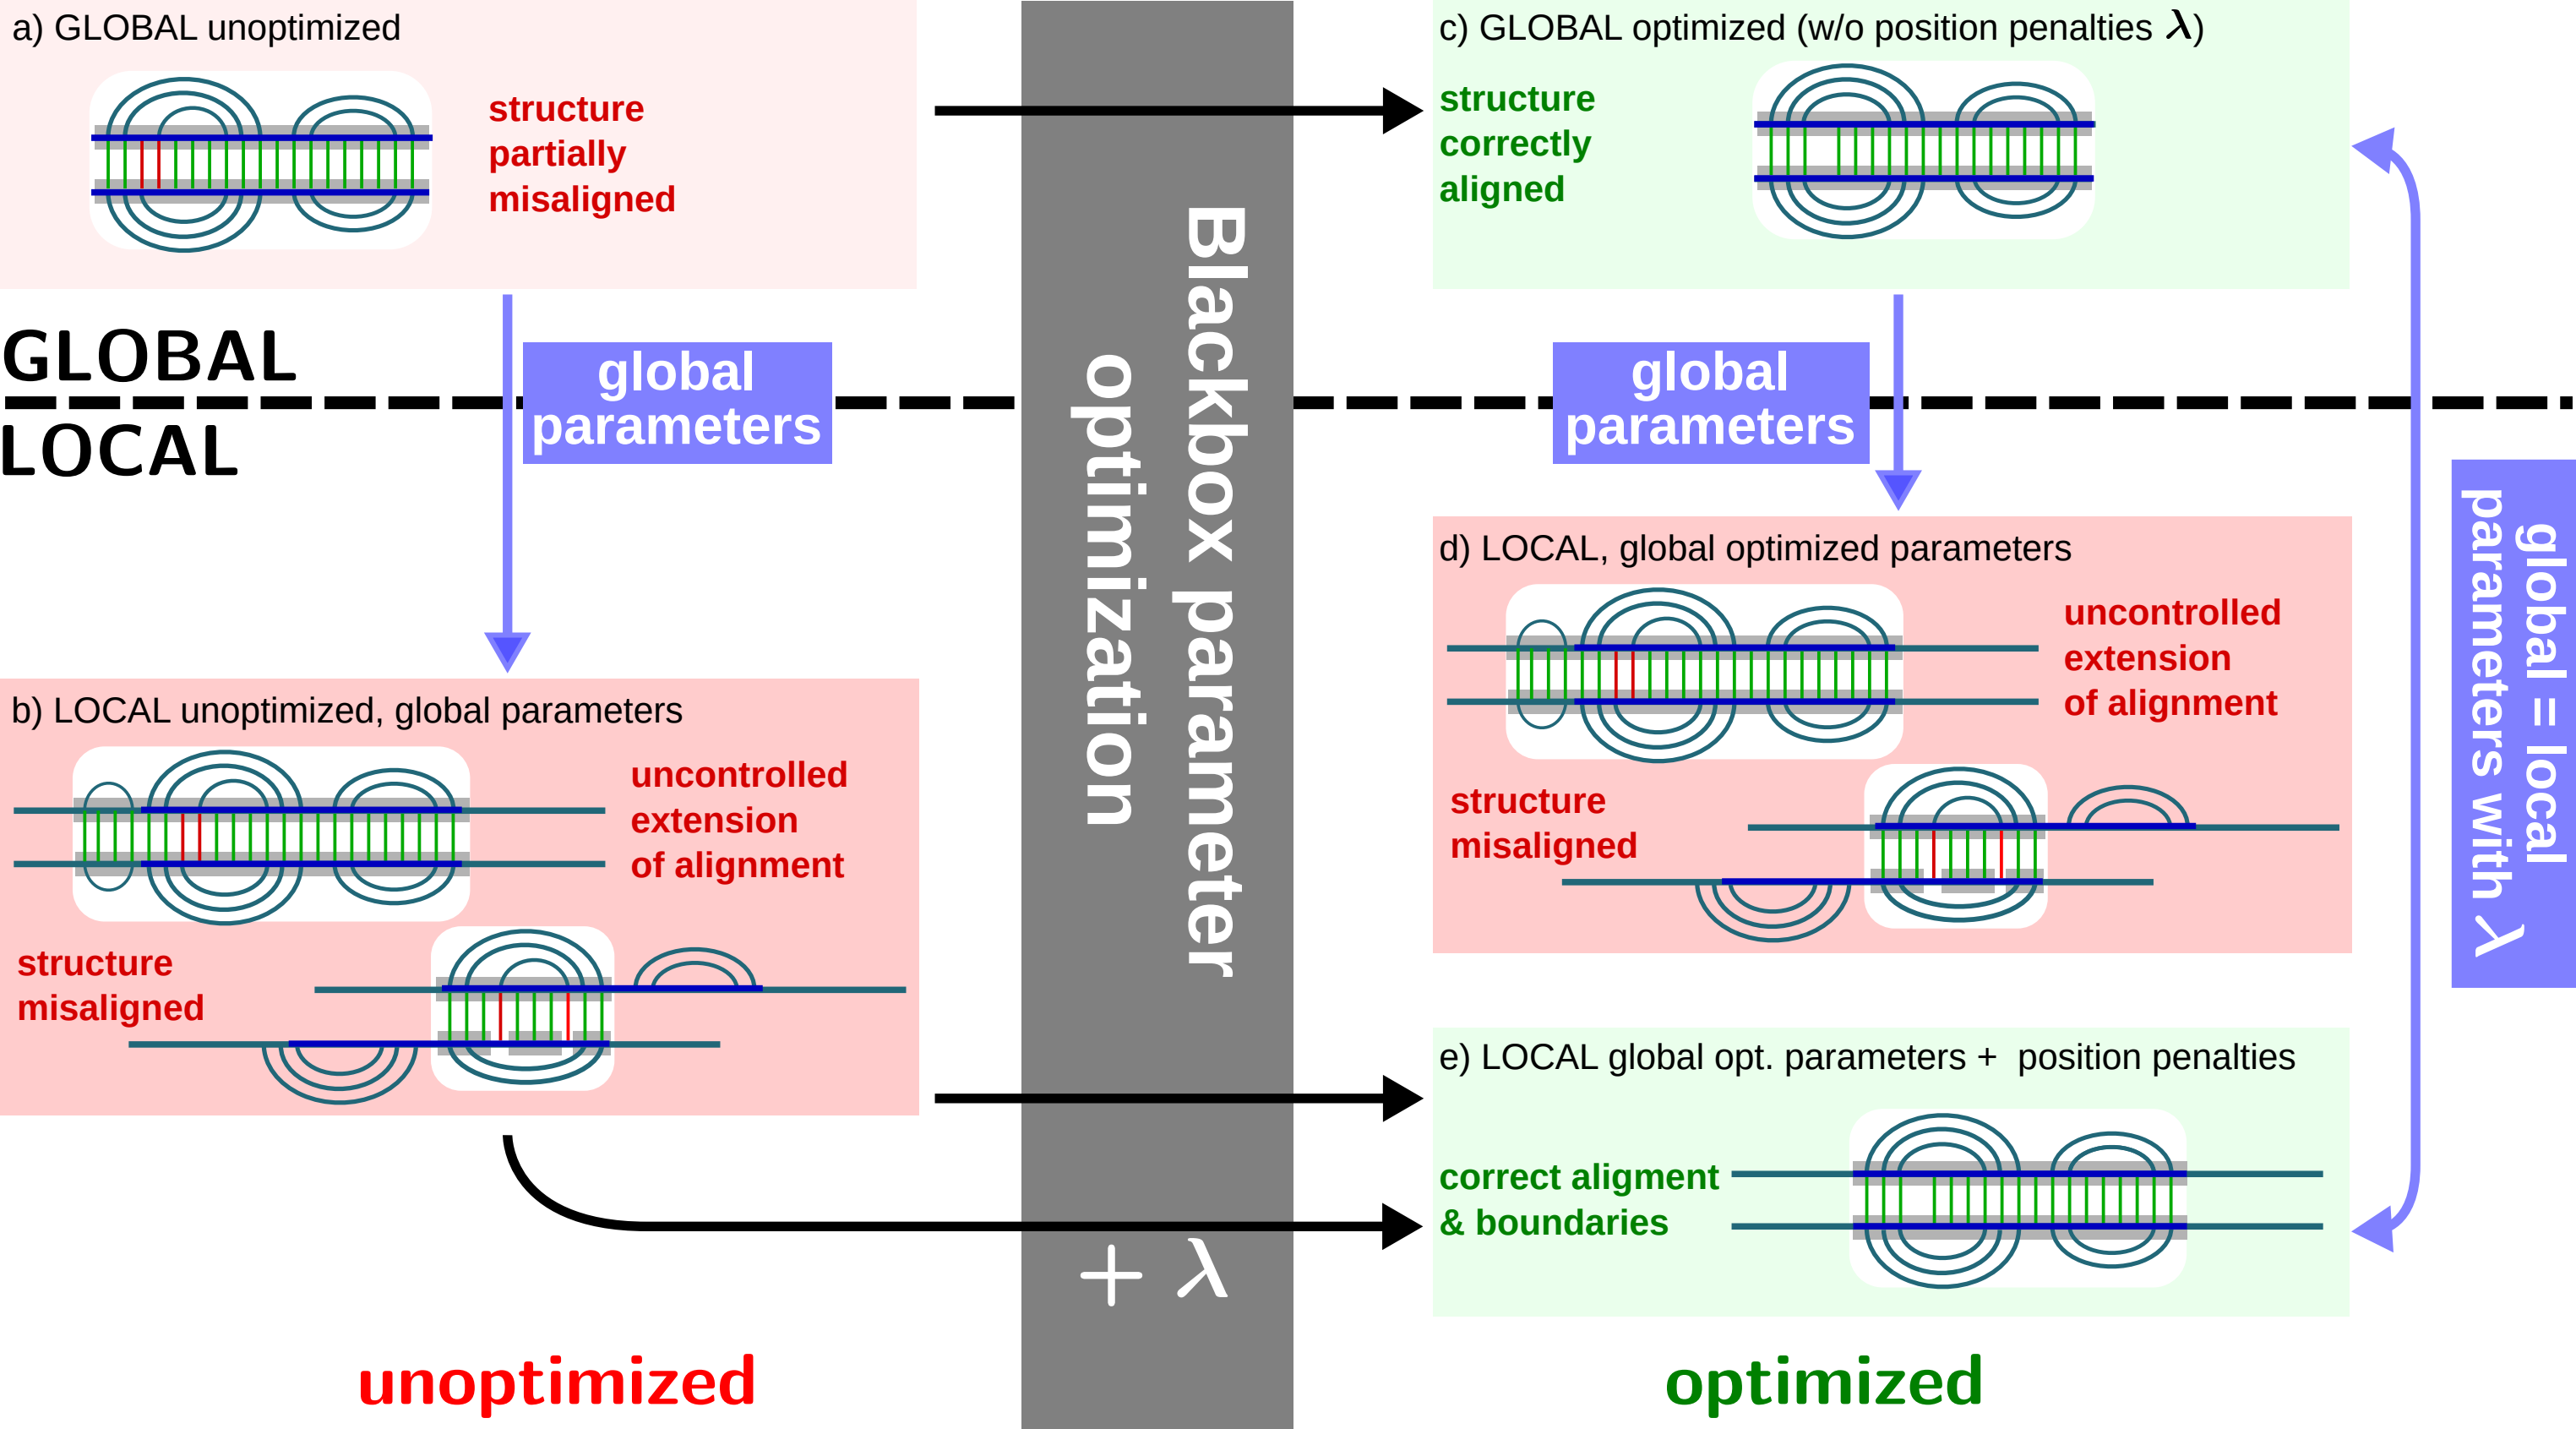 a) GLOBAL unoptimized
structure
partially
misaligned
c) GLOBAL optimized (w/o position penalties λ)
structure
correctly
aligned
GLOBAL
LOCAL
global
parameters
global
parameters
Blackbox parameter
optimization
+ λ
global = local
parameters with λ
b) LOCAL unoptimized, global parameters
uncontrolled
extension
of alignment
structure
misaligned
d) LOCAL, global optimized parameters
uncontrolled
extension
of alignment
structure
misaligned
e) LOCAL global opt. parameters + position penalties
correct aligment
& boundaries
unoptimized
optimized